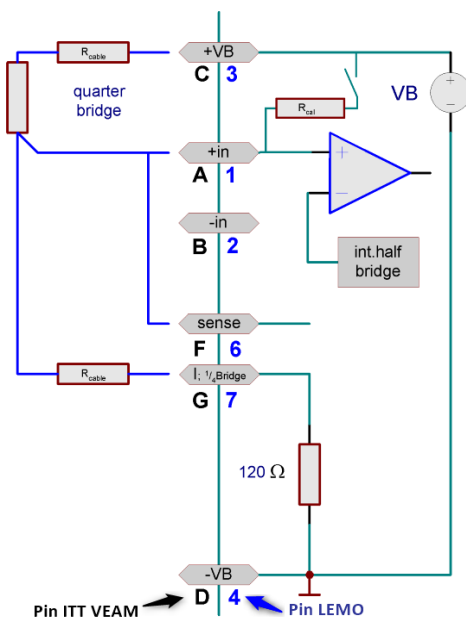 Rcable
+VB
C 3
VB
quarter
bridge
Rcal
+in
A 1
-in
B 2
int.half
bridge
sense
F 6
Rcable
I; ¼Bridge
G 7
120 Ω
-VB
Pin ITT VEAM
D 4
Pin LEMO